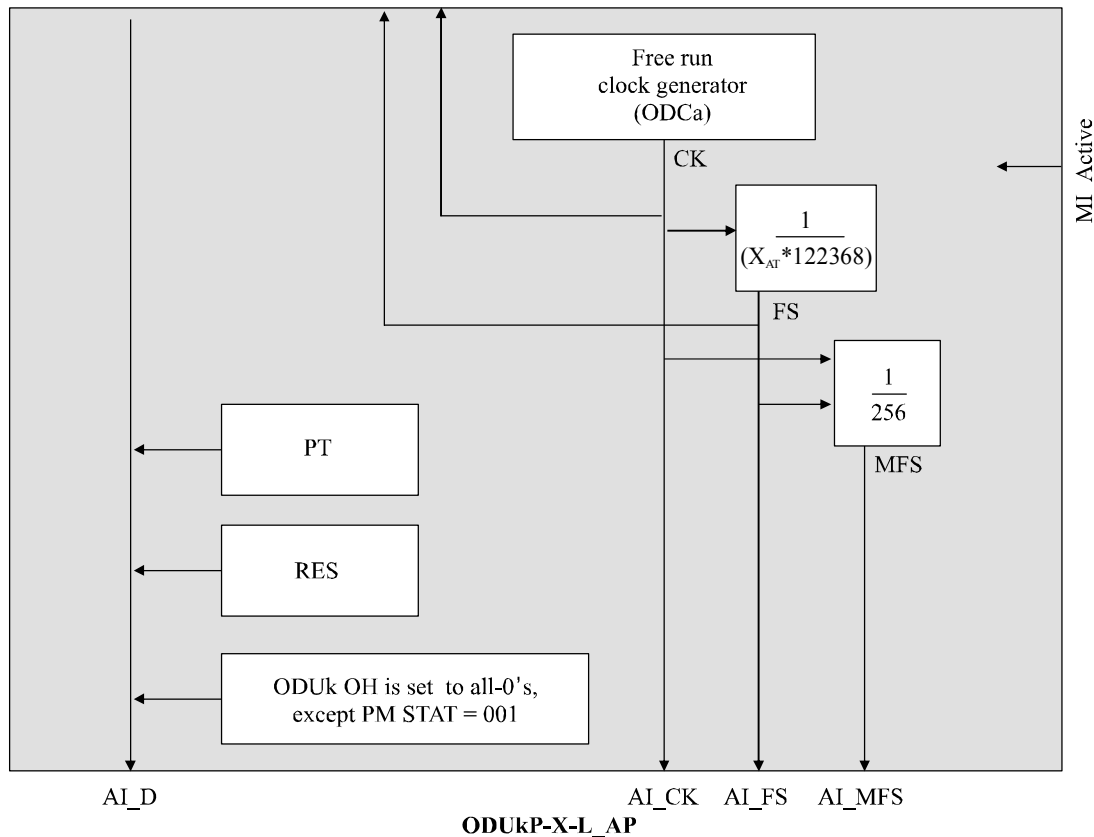 Free run
clock generator
(ODCa)
CK
MI_Active
1
(X_AT*122368)
FS
1
256
MFS
PT
RES
ODUk OH is set to all-0's,
except PM STAT = 001
AI_D
AI_CK
AI_FS
AI_MFS
ODUkP-X-L_AP